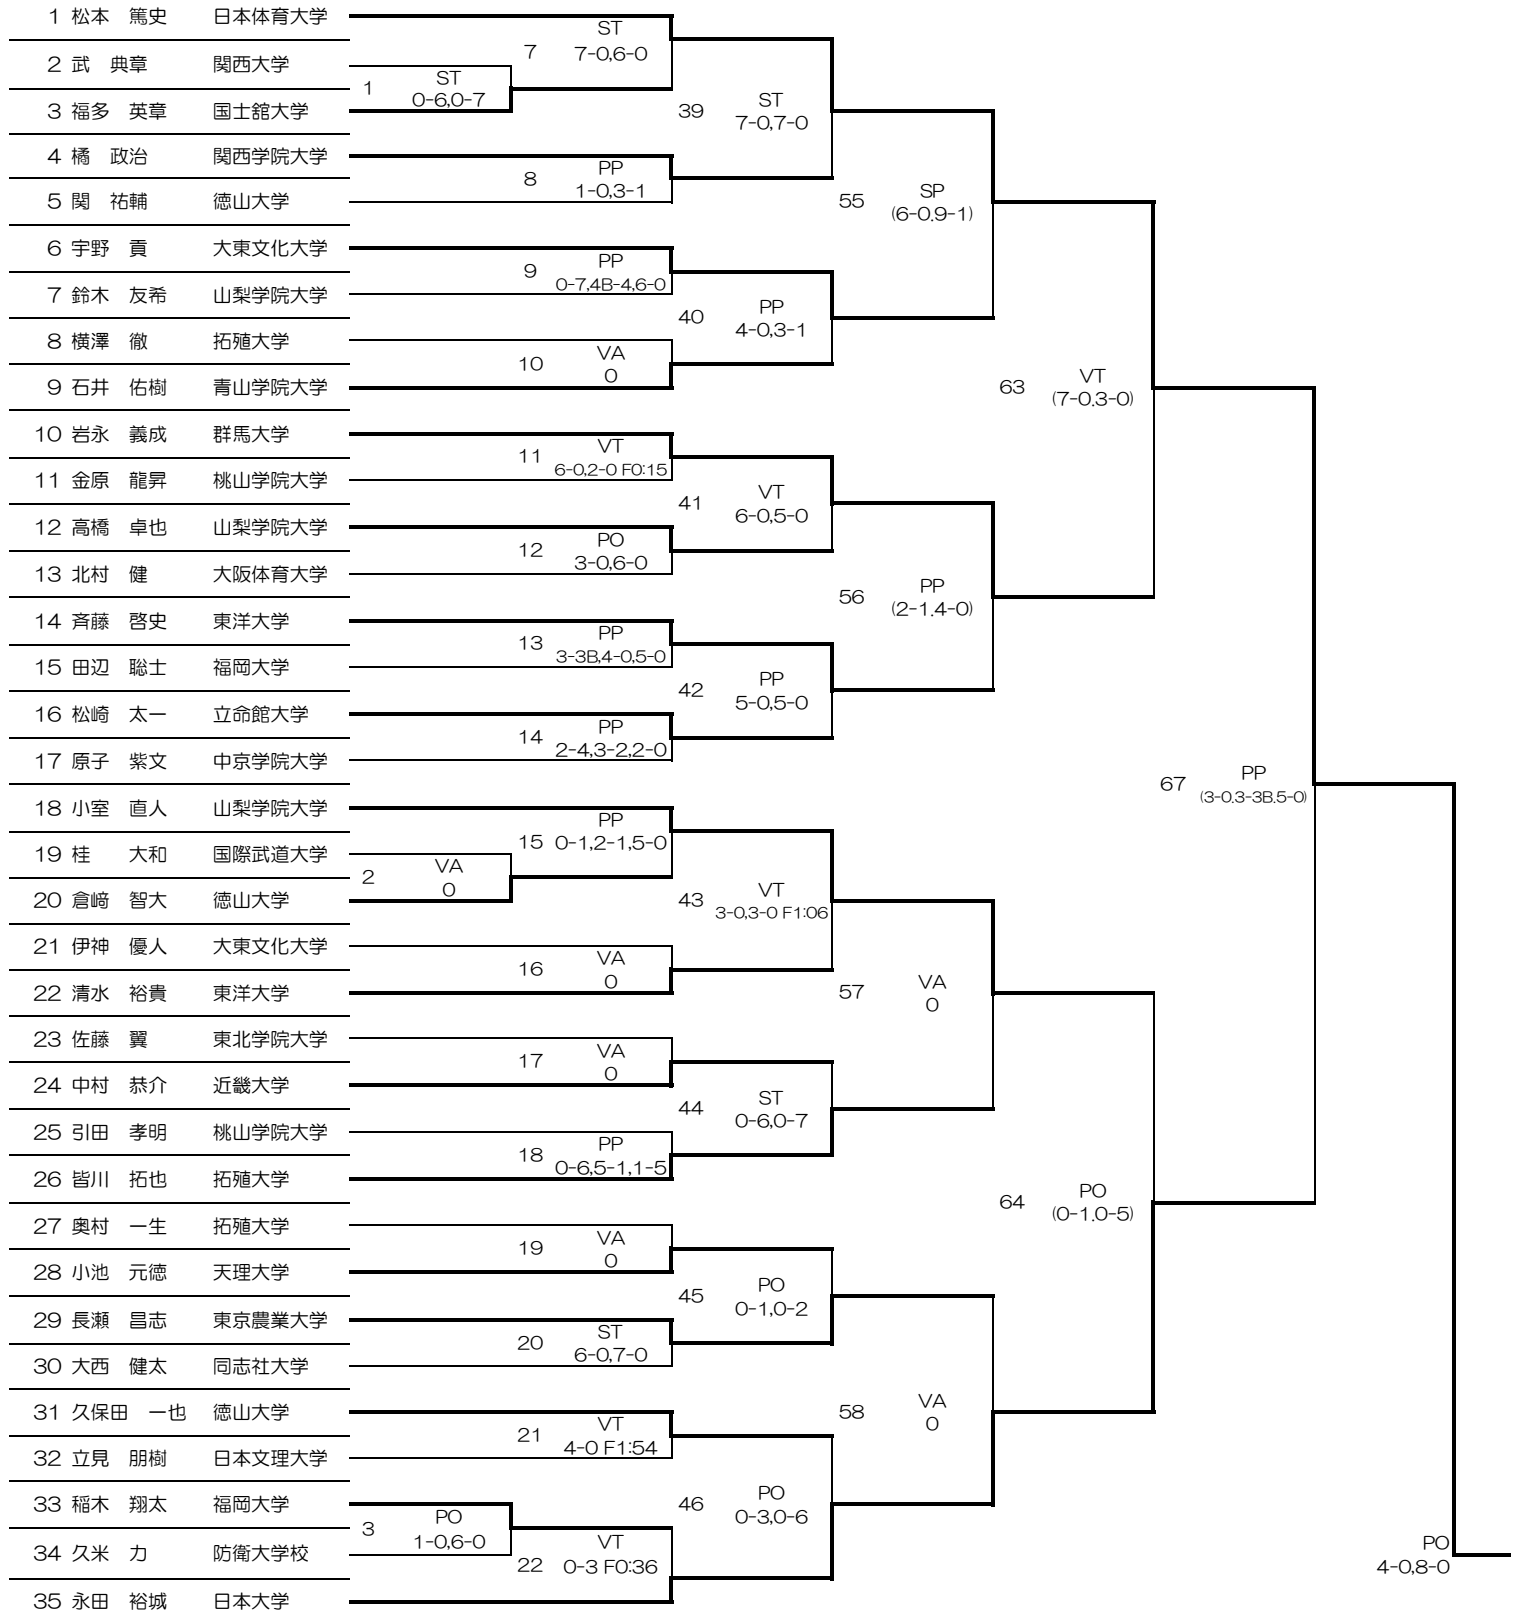 1 松本 篤史 日本体育大学
ST
7 7-0,6-0
2 武 典章 関西大学
1 ST
0-6,0-7
3 福多 英章 国士舘大学
39 ST
7-0,7-0
4 橘 政治 関西学院大学
8 PP
1-0,3-1
5 関 祐輔 徳山大学
55 SP
(6-0.9-1)
6 宇野 貢 大東文化大学
9 PP
0-7,4B-4,6-0
7 鈴木 友希 山梨学院大学
40 PP
4-0,3-1
8 横澤 徹 拓殖大学
10 VA
0
9 石井 佑樹 青山学院大学
63 VT
(7-0.3-0)
10 岩永 義成 群馬大学
11 VT
6-0,2-0 F0:15
11 金原 龍昇 桃山学院大学
41 VT
6-0,5-0
12 高橋 卓也 山梨学院大学
12 PO
3-0,6-0
13 北村 健 大阪体育大学
56 PP
(2-1.4-0)
14 斉藤 啓史 東洋大学
13 PP
3-3B,4-0,5-0
15 田辺 聡士 福岡大学
42 PP
5-0,5-0
16 松崎 太一 立命館大学
14 PP
2-4,3-2,2-0
17 原子 紫文 中京学院大学
67 PP
(3-0.3-3B.5-0)
18 小室 直人 山梨学院大学
PP
15 0-1,2-1,5-0
19 桂 大和 国際武道大学
2 VA
0
20 倉﨑 智大 徳山大学
43 VT
3-0,3-0 F1:06
21 伊神 優人 大東文化大学
16 VA
0
22 清水 裕貴 東洋大学
57 VA
0
23 佐藤 翼 東北学院大学
17 VA
0
24 中村 恭介 近畿大学
44 ST
0-6,0-7
25 引田 孝明 桃山学院大学
18 PP
0-6,5-1,1-5
26 皆川 拓也 拓殖大学
64 PO
(0-1.0-5)
27 奥村 一生 拓殖大学
19 VA
0
28 小池 元徳 天理大学
45 PO
0-1,0-2
29 長瀬 昌志 東京農業大学
20 ST
6-0,7-0
30 大西 健太 同志社大学
58 VA
0
31 久保田 一也 徳山大学
21 VT
4-0 F1:54
32 立見 朋樹 日本文理大学
46 PO
0-3,0-6
33 稲木 翔太 福岡大学
3 PO
1-0,6-0
34 久米 力 防衛大学校
22 VT
0-3 F0:36
PO
4-0,8-0
35 永田 裕城 日本大学